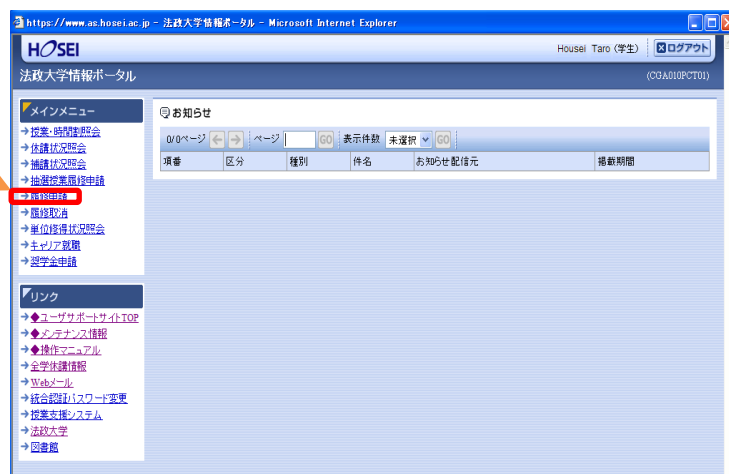 https://www.as.hosei.ac.jp - 法政大学情報ポータル - Microsoft Internet Explorer
HOSEI
Housei Taro (学生)
ログアウト
法政大学情報ポータル
(CGA010PCT01)
メインメニュー
授業・時間割照会
休講状況照会
補講状況照会
抽選授業履修申請
履修申請
履修取消
単位修得状況照会
キャリア就職
奨学金申請
お知らせ
0/0ページ ページ GO 表示件数 未選択 GO
項番 区分 種別 件名 お知らせ配信元 掲載期間
リンク
◆ユーザサポートサイトTOP
◆メンテナンス情報
◆操作マニュアル
全学休講情報
Webメール
統合認証パスワード変更
授業支援システム
法政大学
図書館